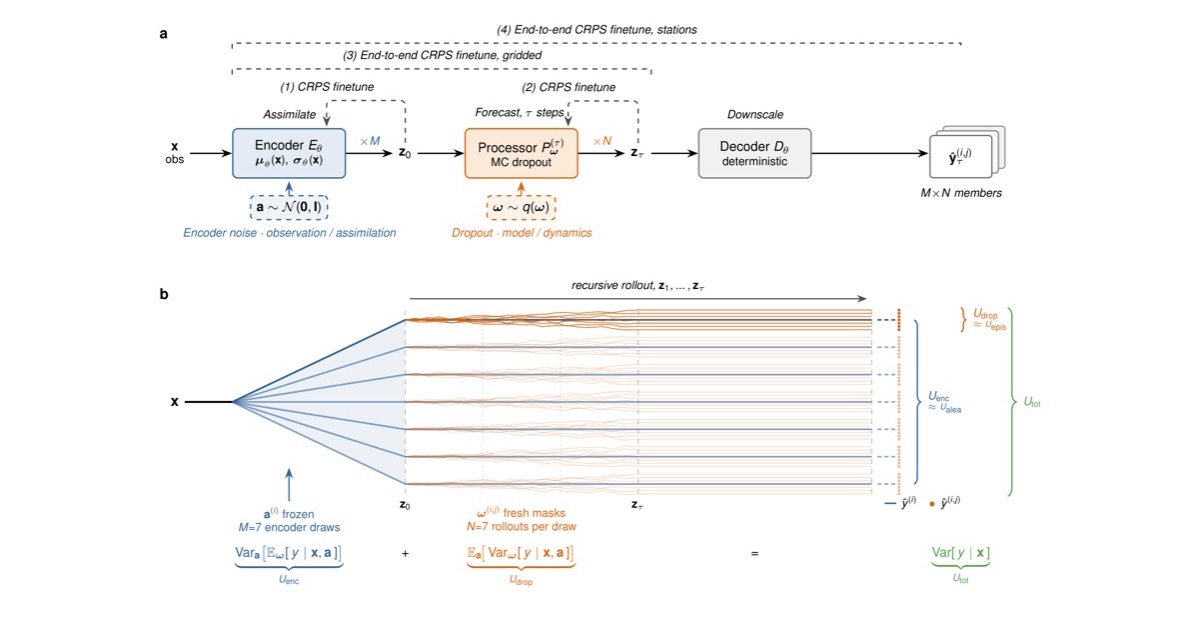 a
(4) End-to-end CRPS finetune, stations
(3) End-to-end CRPS finetune, gridded
(1) CRPS finetune
(2) CRPS finetune
Assimilate
Forecast, τ steps
Downscale
x
obs
Encoder E_θ
μ_θ(x), σ_θ(x)
×M
z_0
Processor P_ω^(τ)
MC dropout
×N
z_τ
Decoder D_θ
deterministic
ŷ_τ^(i,j)
M×N members
a ∼ 𝒩(0, I)
ω ∼ q(ω)
Encoder noise · observation / assimilation
Dropout · model / dynamics
b
recursive rollout, z_1, ..., z_τ
U_drop
≈ U_epis
x
U_enc
≈ U_alea
U_tot
z_0
z_τ
ȳ^(i)
ŷ^(i,j)
a^(i) frozen
M=7 encoder draws
ω^(i,j) fresh masks
N=7 rollouts per draw
Var_a[𝔼_ω[y | x, a]]
+
𝔼_a[Var_ω[y | x, a]]
=
Var[y | x]
U_enc
U_drop
U_tot